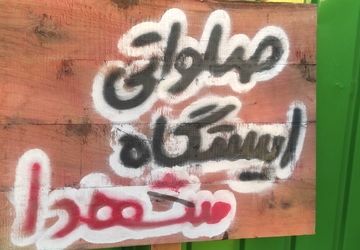 صلواتی
ایستگاه
شهدا